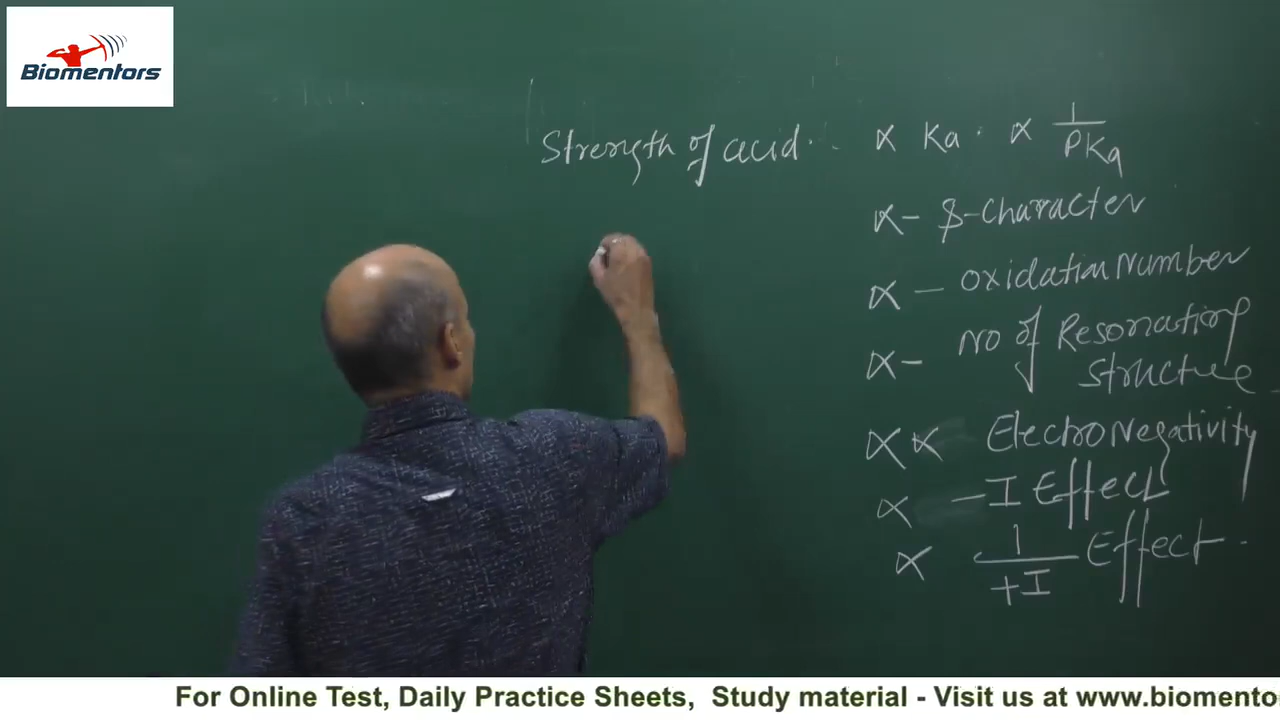 Biomentors
Strength of acid ∝ Ka ∝ 1/PKa
∝ - S-character
∝ - oxidation Number
∝ - No of Resonating
structure
∝ ∝ Electronegativity
∝ - I Effect
∝ 1/+I Effect
For Online Test, Daily Practice Sheets, Study material - Visit us at www.biomento